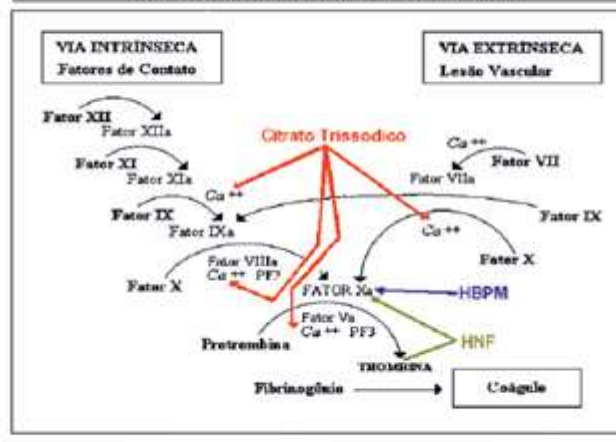 VIA INTRÍNSECA
Fatores de Contato
VIA EXTRÍNSECA
Lesão Vascular
Fator XII
Fator XIIa
Citrato Trissodico
Ca ++
Fator VII
Fator VIIa
Fator XI
Fator XIa
Ca ++
Fator IX
Fator IXa
Fator IX
Ca ++
Fator X
Fator VIIIa
Ca ++ PF3
Fator X
FATOR Xa
HBPM
Fator Va
Ca ++ PF3
HNF
Protrombina
TROMBINA
Fibrinogênio
Coágulo